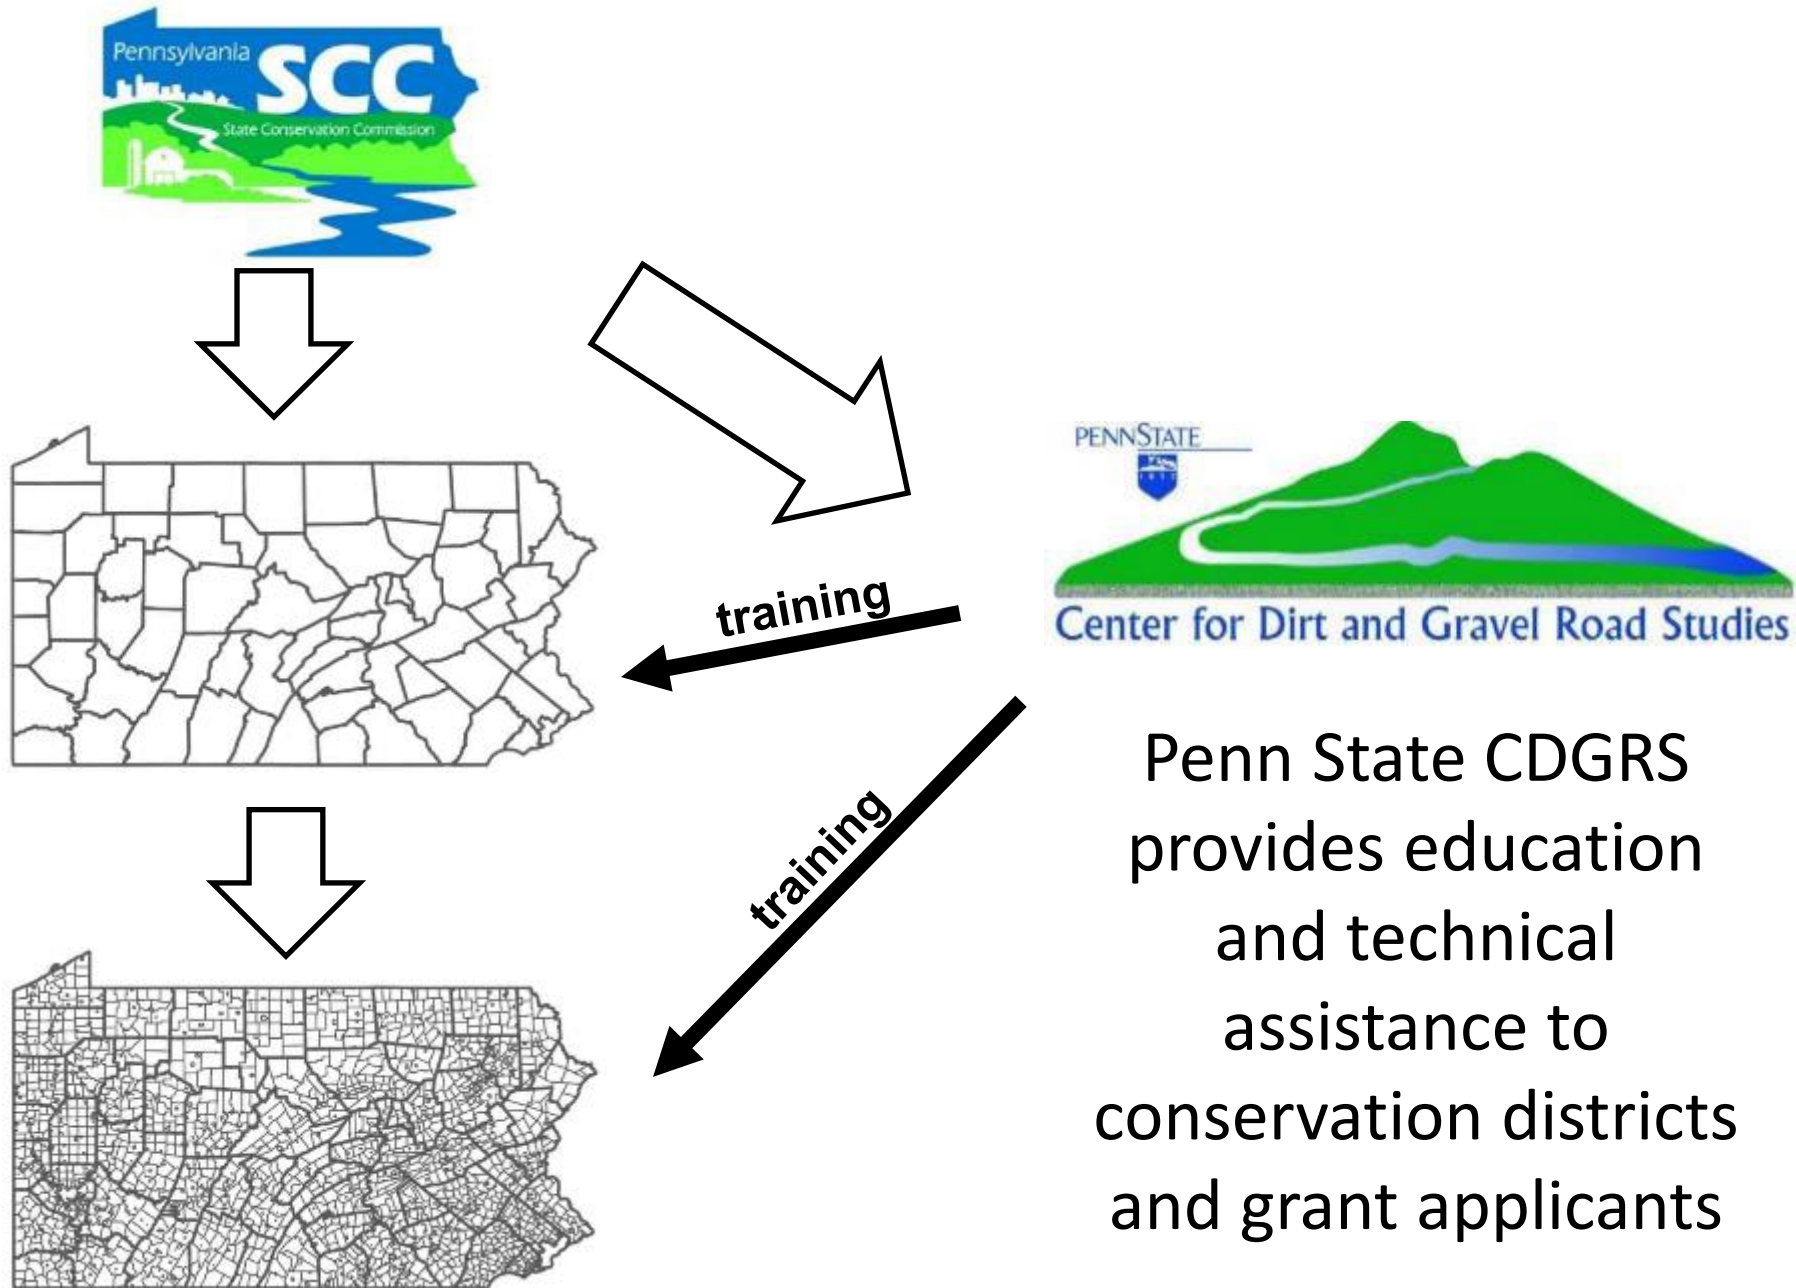 Pennsylvania
SCC
State Conservation Commission
PENNSTATE
1855
Center for Dirt and Gravel Road Studies
training
training
Penn State CDGRS
provides education
and technical
assistance to
conservation districts
and grant applicants